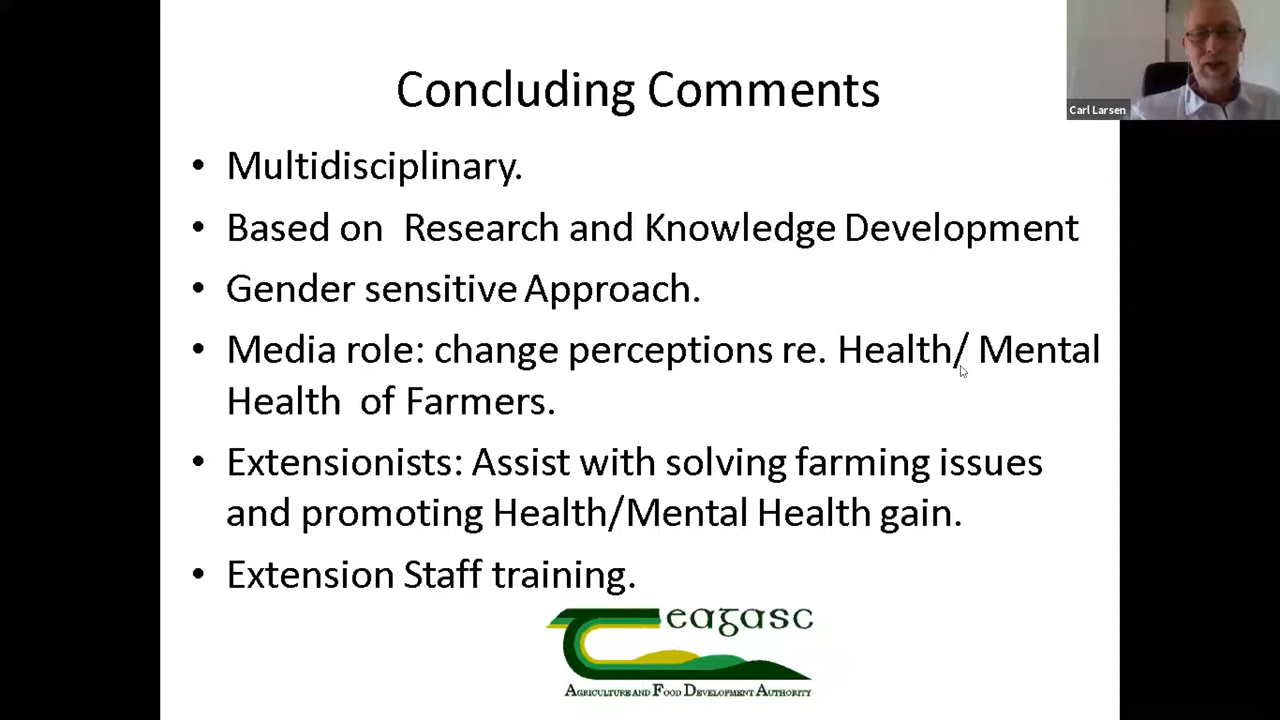 Concluding Comments
Carl Larsen
• Multidisciplinary.
• Based on Research and Knowledge Development
• Gender sensitive Approach.
• Media role: change perceptions re. Health/ Mental
Health of Farmers.
• Extensionists: Assist with solving farming issues
and promoting Health/Mental Health gain.
• Extension Staff training.
eagasc
AGRICULTURE AND FOOD DEVELOPMENT AUTHORITY